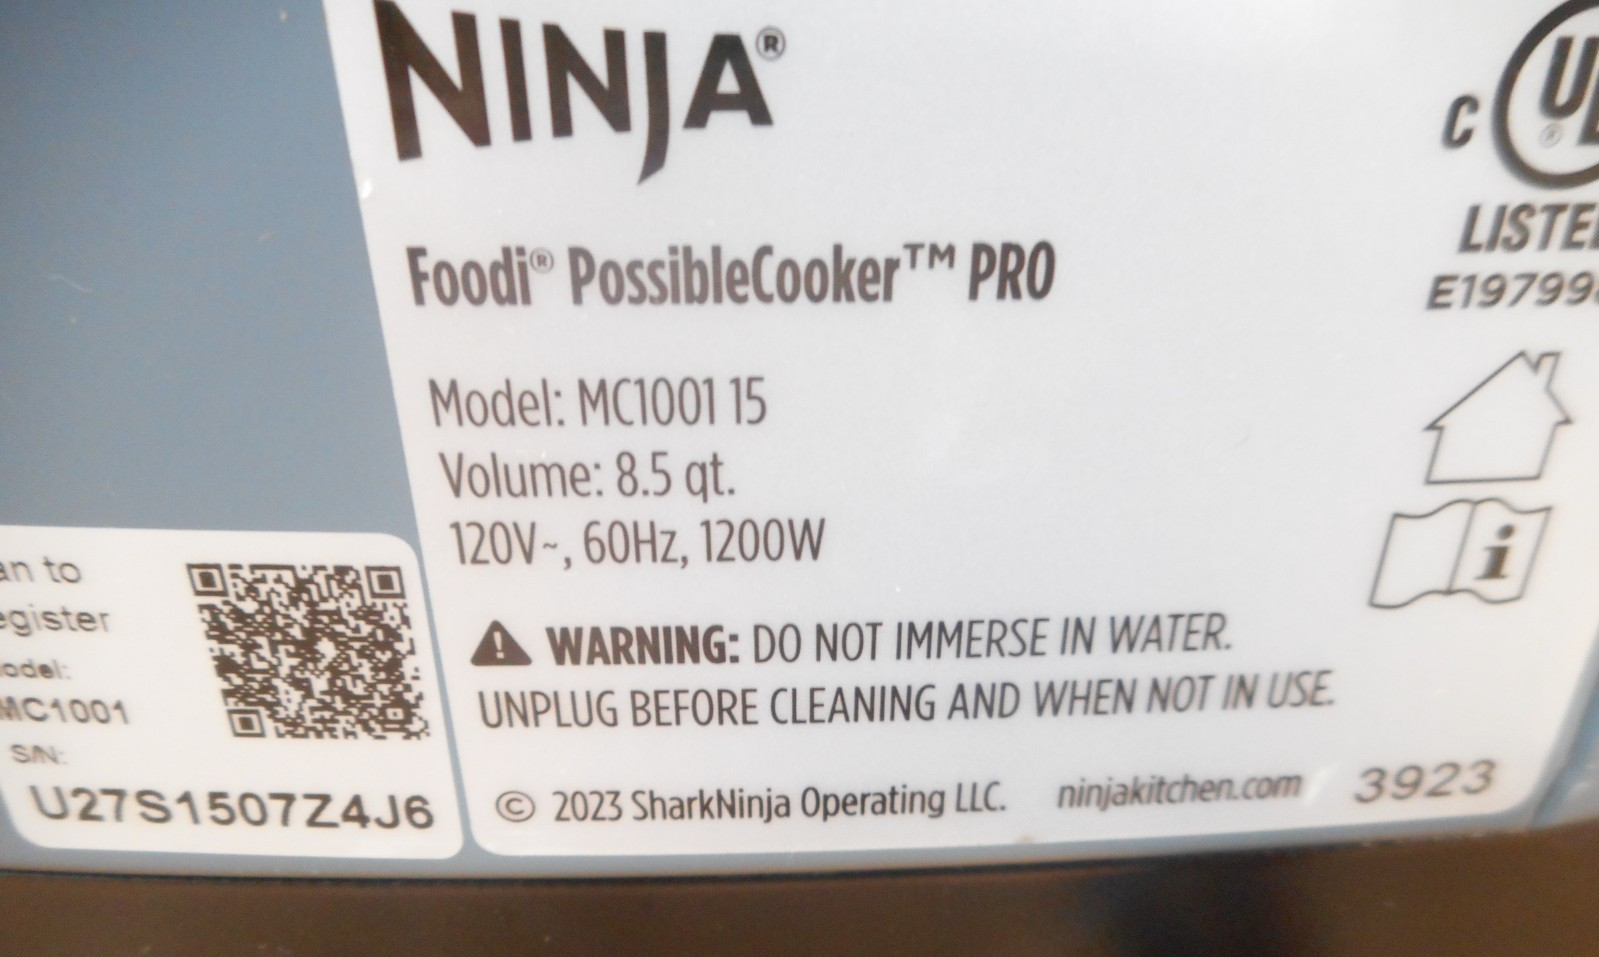 NINJA®
Foodi® PossibleCooker™ PRO
Model: MC1001 15
Volume: 8.5 qt.
120V~, 60Hz, 1200W
WARNING: DO NOT IMMERSE IN WATER.
UNPLUG BEFORE CLEANING AND WHEN NOT IN USE.
© 2023 SharkNinja Operating LLC. ninjakitchen.com 3923
C UL ®
LISTE
E19799
i
an to
egister
odel:
MC1001
S/N:
U27S1507Z4J6